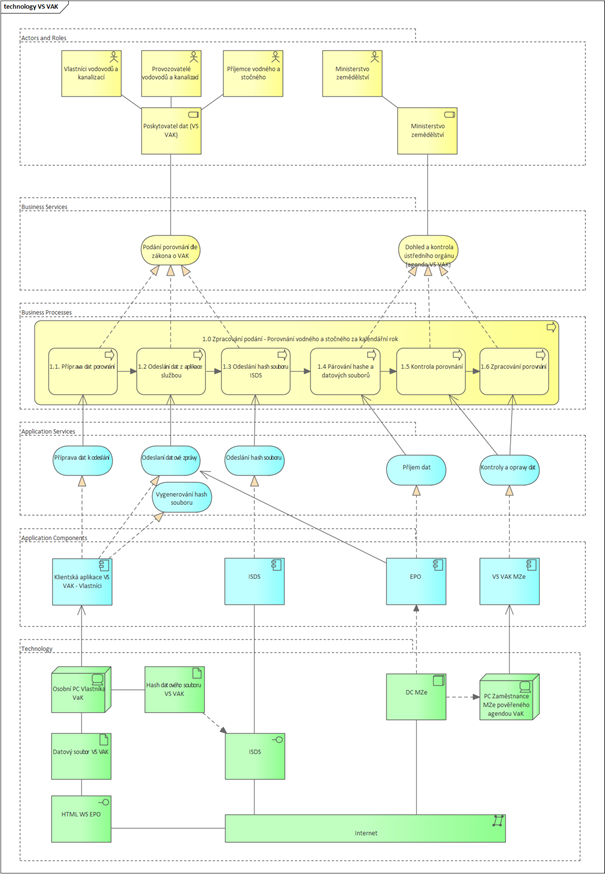 technology VS VAK
Actors and Roles
Vlastníci vodovodů a
kanalizací
Provozovatelé
vodovodů a kanalizací
Příjemce vodného a
stočného
Ministerstvo
zemědělství
Poskytovatel dat (VS
VAK)
Ministerstvo
zemědělství
Business Services
Podání porovnání dle
zákona o VAK
Dohled a kontrola
ústředního orgánu
(agenda VS VAK)
Business Processes
1.0 Zpracování podání - Porovnání vodného a stočného za kalendářní rok
1.1. Příprava dat porovnání
1.2 Odeslání dat z aplikace
službou
1.3 Odeslání hash souboru
ISDS
1.4 Párování hashe a
datových souborů
1.5 Kontrola porovnání
1.6 Zpracování porovnání
Application Services
Příprava dat k odeslání
Odeslaní datové zprávy
Odeslání hash souboru
Příjem dat
Kontroly a opravy dat
Vygenerování hash
souboru
Application Components
Klientská aplikace VS
VAK - Vlastníci
ISDS
EPO
VS VAK MZe
Technology
Osobní PC Vlastníka
VaK
Hash datového souboru
VS VAK
DC MZe
PC Zaměstnance
MZe pověřeného
agendou VaK
Datový soubor VS VAK
ISDS
HTML WS EPO
Internet